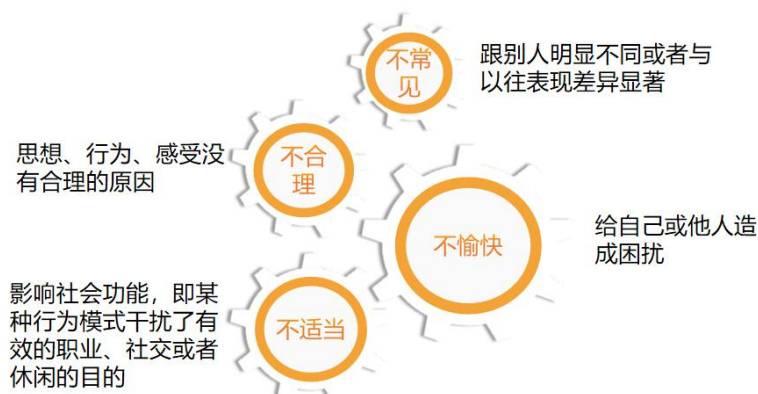 不常
见
跟别人明显不同或者与
以往表现差异显著
思想、行为、感受没
有合理的原因
不合
理
不愉快
给自己或他人造
成困扰
影响社会功能，即某
种行为模式干扰了有
效的职业、社交或者
休闲的目的
不适当